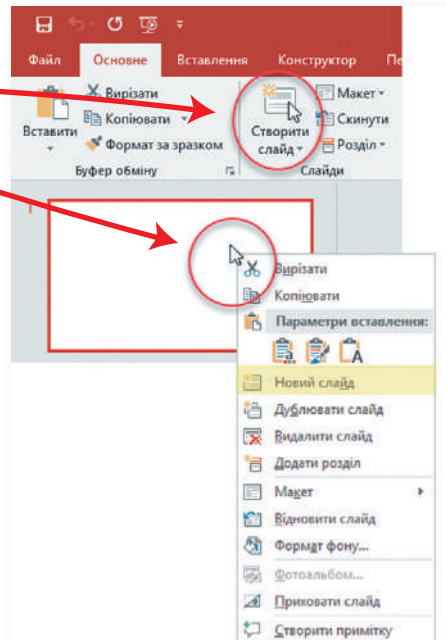 Файл Основне Вставлення Конструктор Пе
Вставити
Вирізати
Копіювати
Формат за зразком
Буфер обміну
Створити
слайд
Макет
Скинути
Розділ
Слайди
1
Вирізати
Копіювати
Параметри вставлення:
Новий слайд
Дублювати слайд
Видалити слайд
Додати розділ
Макет
Відновити слайд
Формат фону...
Фотоальбом...
Приховати слайд
Створити примітку